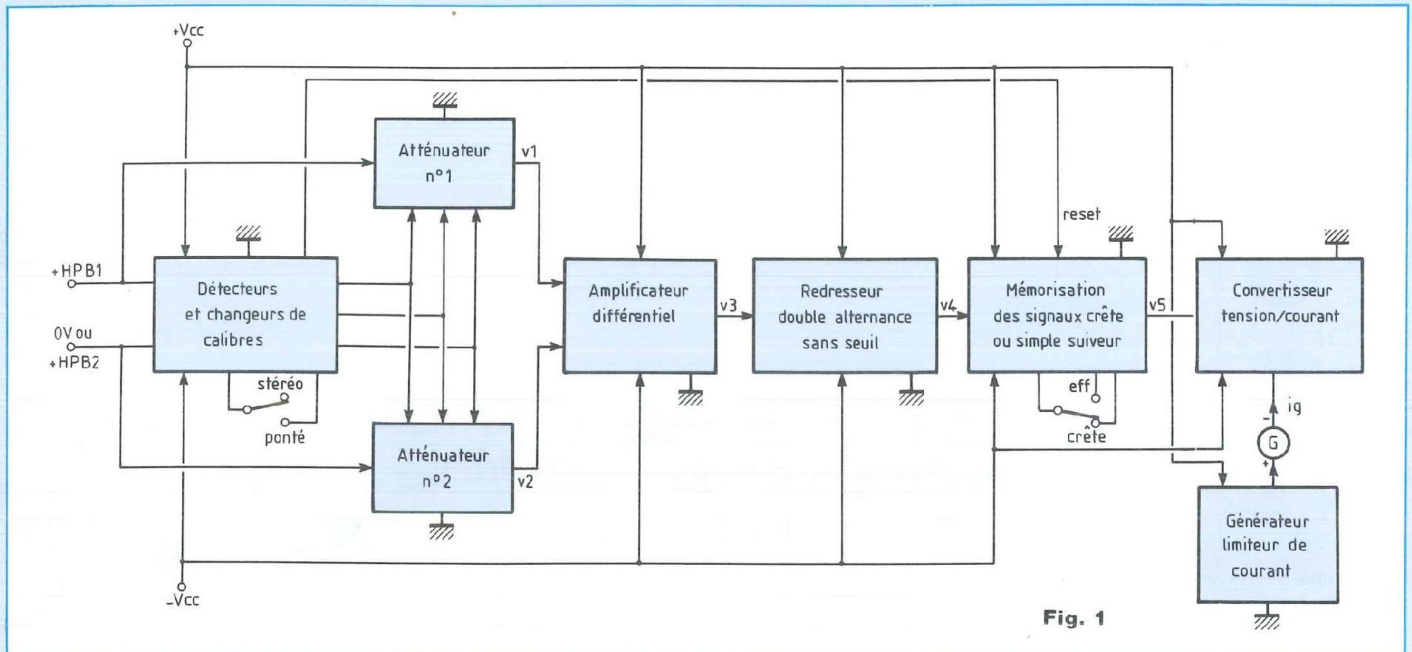 +Vcc
Atténuateur
n°1
v1
reset
+HPB1
0V ou
+HPB2
Détecteurs
et changeurs de
calibres
stéréo
ponté
Amplificateur
différentiel
v3
Redresseur
double alternance
sans seuil
v4
Mémorisation
des signaux crête
ou simple suiveur
v5
eff
crête
Convertisseur
tension/courant
- ig
G
+
Atténuateur
n°2
v2
Générateur
limiteur de
courant
-Vcc
Fig. 1